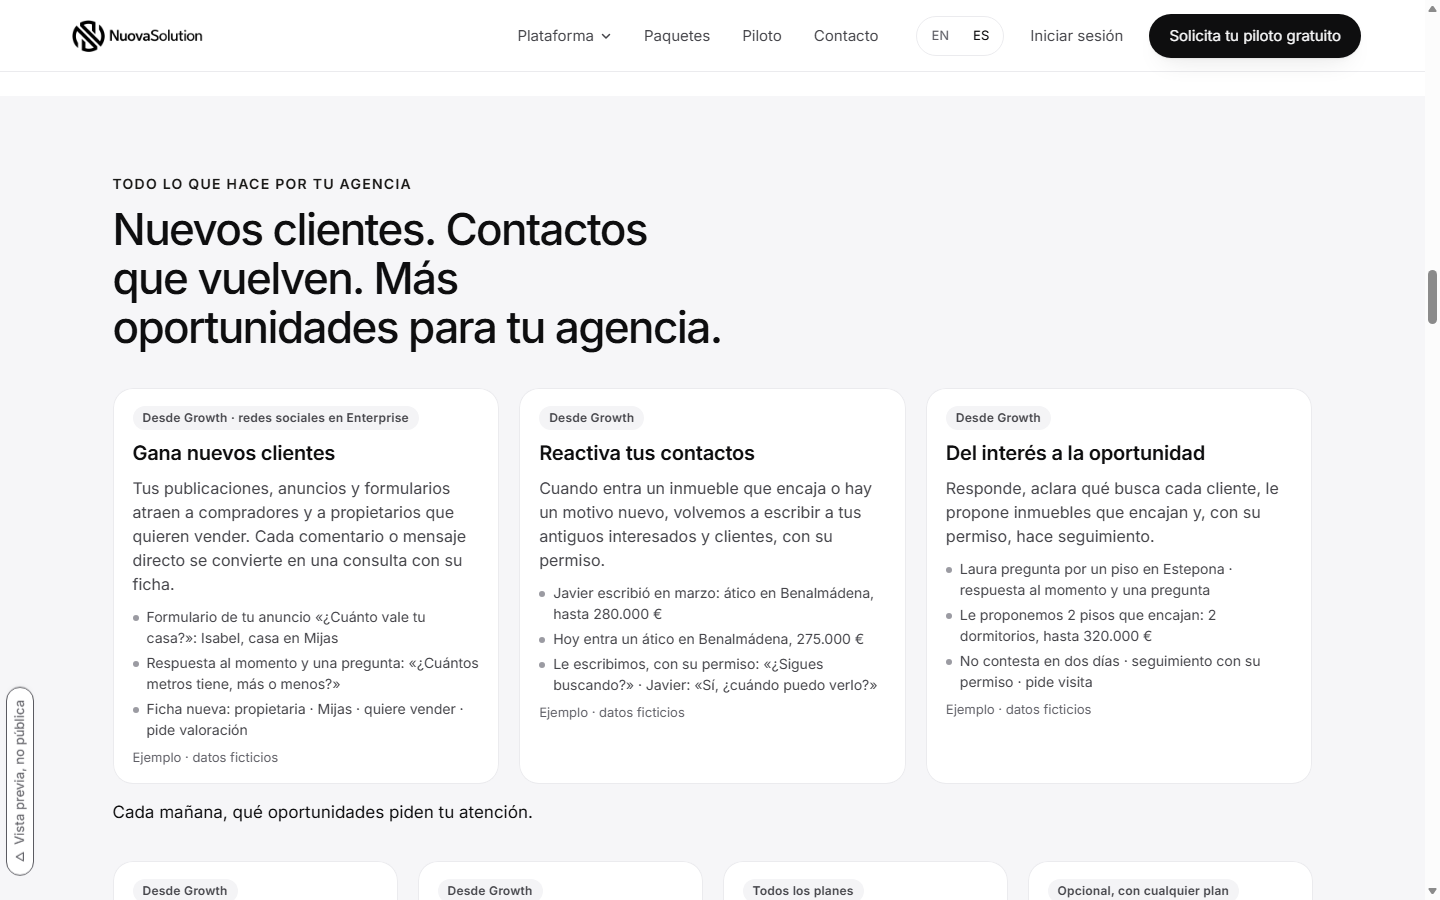 NuovaSolution
Plataforma
Paquetes
Piloto
Contacto
EN ES
Iniciar sesión
Solicita tu piloto gratuito
TODO LO QUE HACE POR TU AGENCIA
Nuevos clientes. Contactos
que vuelven. Más
oportunidades para tu agencia.
Desde Growth · redes sociales en Enterprise
Gana nuevos clientes
Tus publicaciones, anuncios y formularios
atraen a compradores y a propietarios que
quieren vender. Cada comentario o mensaje
directo se convierte en una consulta con su
ficha.
Formulario de tu anuncio «¿Cuánto vale tu
casa?»: Isabel, casa en Mijas
Respuesta al momento y una pregunta: «¿Cuántos
metros tiene, más o menos?»
Ficha nueva: propietaria · Mijas · quiere vender ·
pide valoración
Ejemplo · datos ficticios
Desde Growth
Reactiva tus contactos
Cuando entra un inmueble que encaja o hay
un motivo nuevo, volvemos a escribir a tus
antiguos interesados y clientes, con su
permiso.
Javier escribió en marzo: ático en Benalmádena,
hasta 280.000 €
Hoy entra un ático en Benalmádena, 275.000 €
Le escribimos, con su permiso: «¿Sigues
buscando?» · Javier: «Sí, ¿cuándo puedo verlo?»
Ejemplo · datos ficticios
Desde Growth
Del interés a la oportunidad
Responde, aclara qué busca cada cliente, le
propone inmuebles que encajan y, con su
permiso, hace seguimiento.
Laura pregunta por un piso en Estepona ·
respuesta al momento y una pregunta
Le proponemos 2 pisos que encajan: 2
dormitorios, hasta 320.000 €
No contesta en dos días · seguimiento con su
permiso · pide visita
Ejemplo · datos ficticios
Cada mañana, qué oportunidades piden tu atención.
Desde Growth
Desde Growth
Todos los planes
Opcional, con cualquier plan
Vista previa, no pública